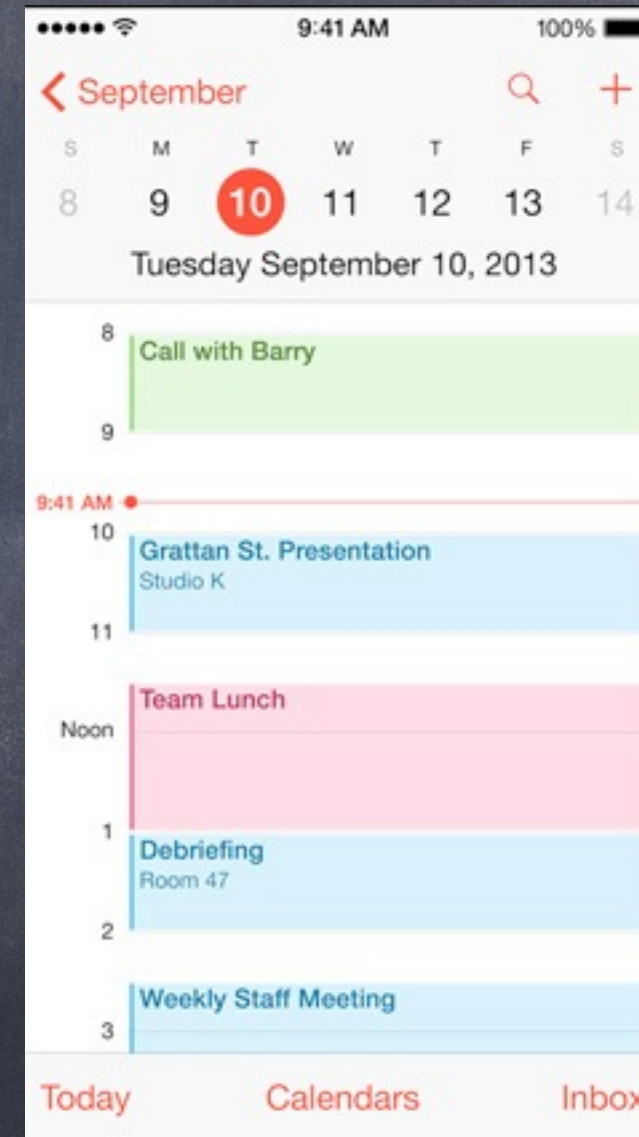 9:41 AM 100%
September
S M T W T F S
8 9 10 11 12 13 14
Tuesday September 10, 2013
8
Call with Barry
9
9:41 AM
10
Grattan St. Presentation
Studio K
11
Team Lunch
Noon
1
Debriefing
Room 47
2
Weekly Staff Meeting
3
Today Calendars Inbox